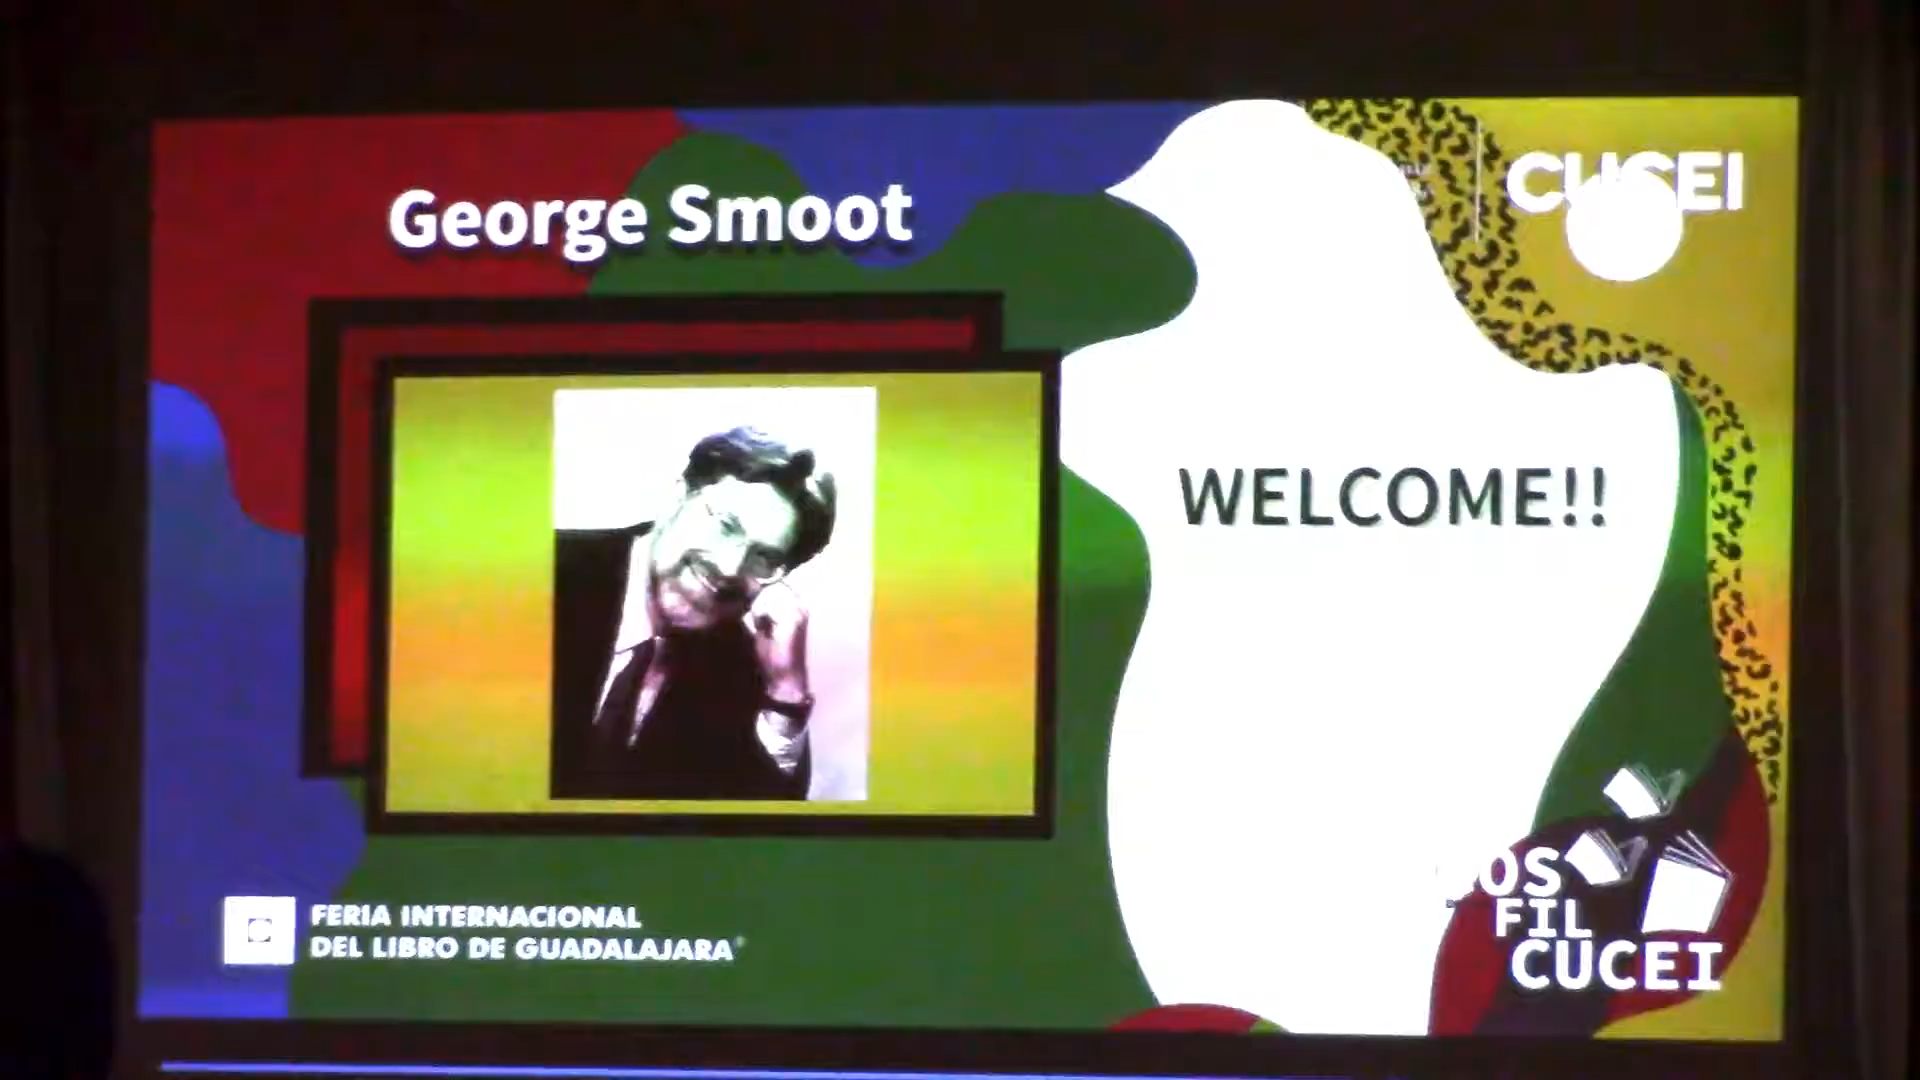 George Smoot
CUCEI
WELCOME!!
FERIA INTERNACIONAL
DEL LIBRO DE GUADALAJARA
FIL
CUCEI